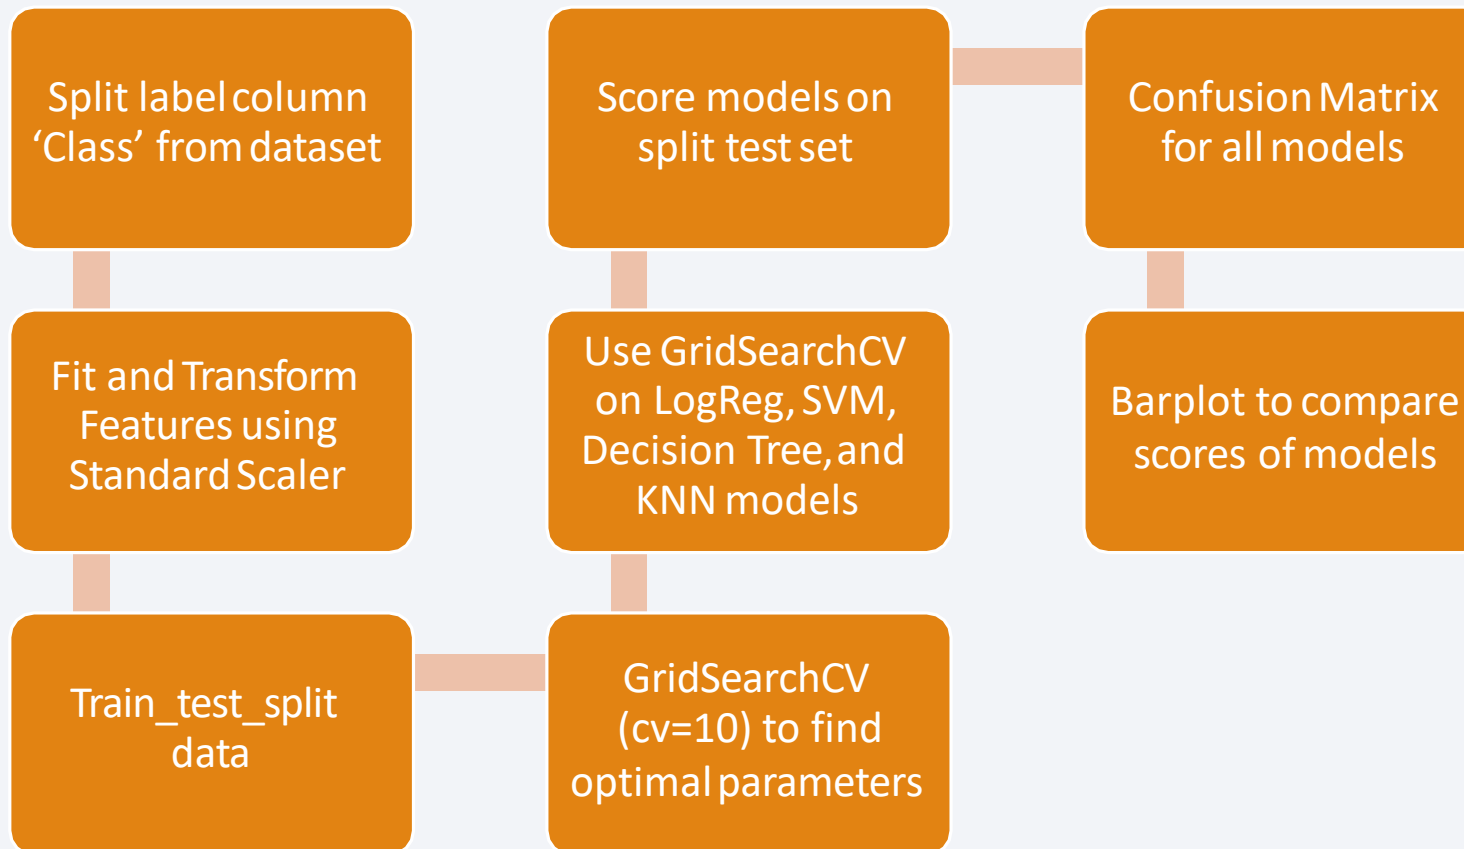 Split label column
‘Class’ from dataset
Fit and Transform
Features using
Standard Scaler
Train_test_split
data
GridSearchCV
(cv=10) to find
optimal parameters
Use GridSearchCV
on LogReg, SVM,
Decision Tree, and
KNN models
Score models on
split test set
Confusion Matrix
for all models
Barplot to compare
scores of models